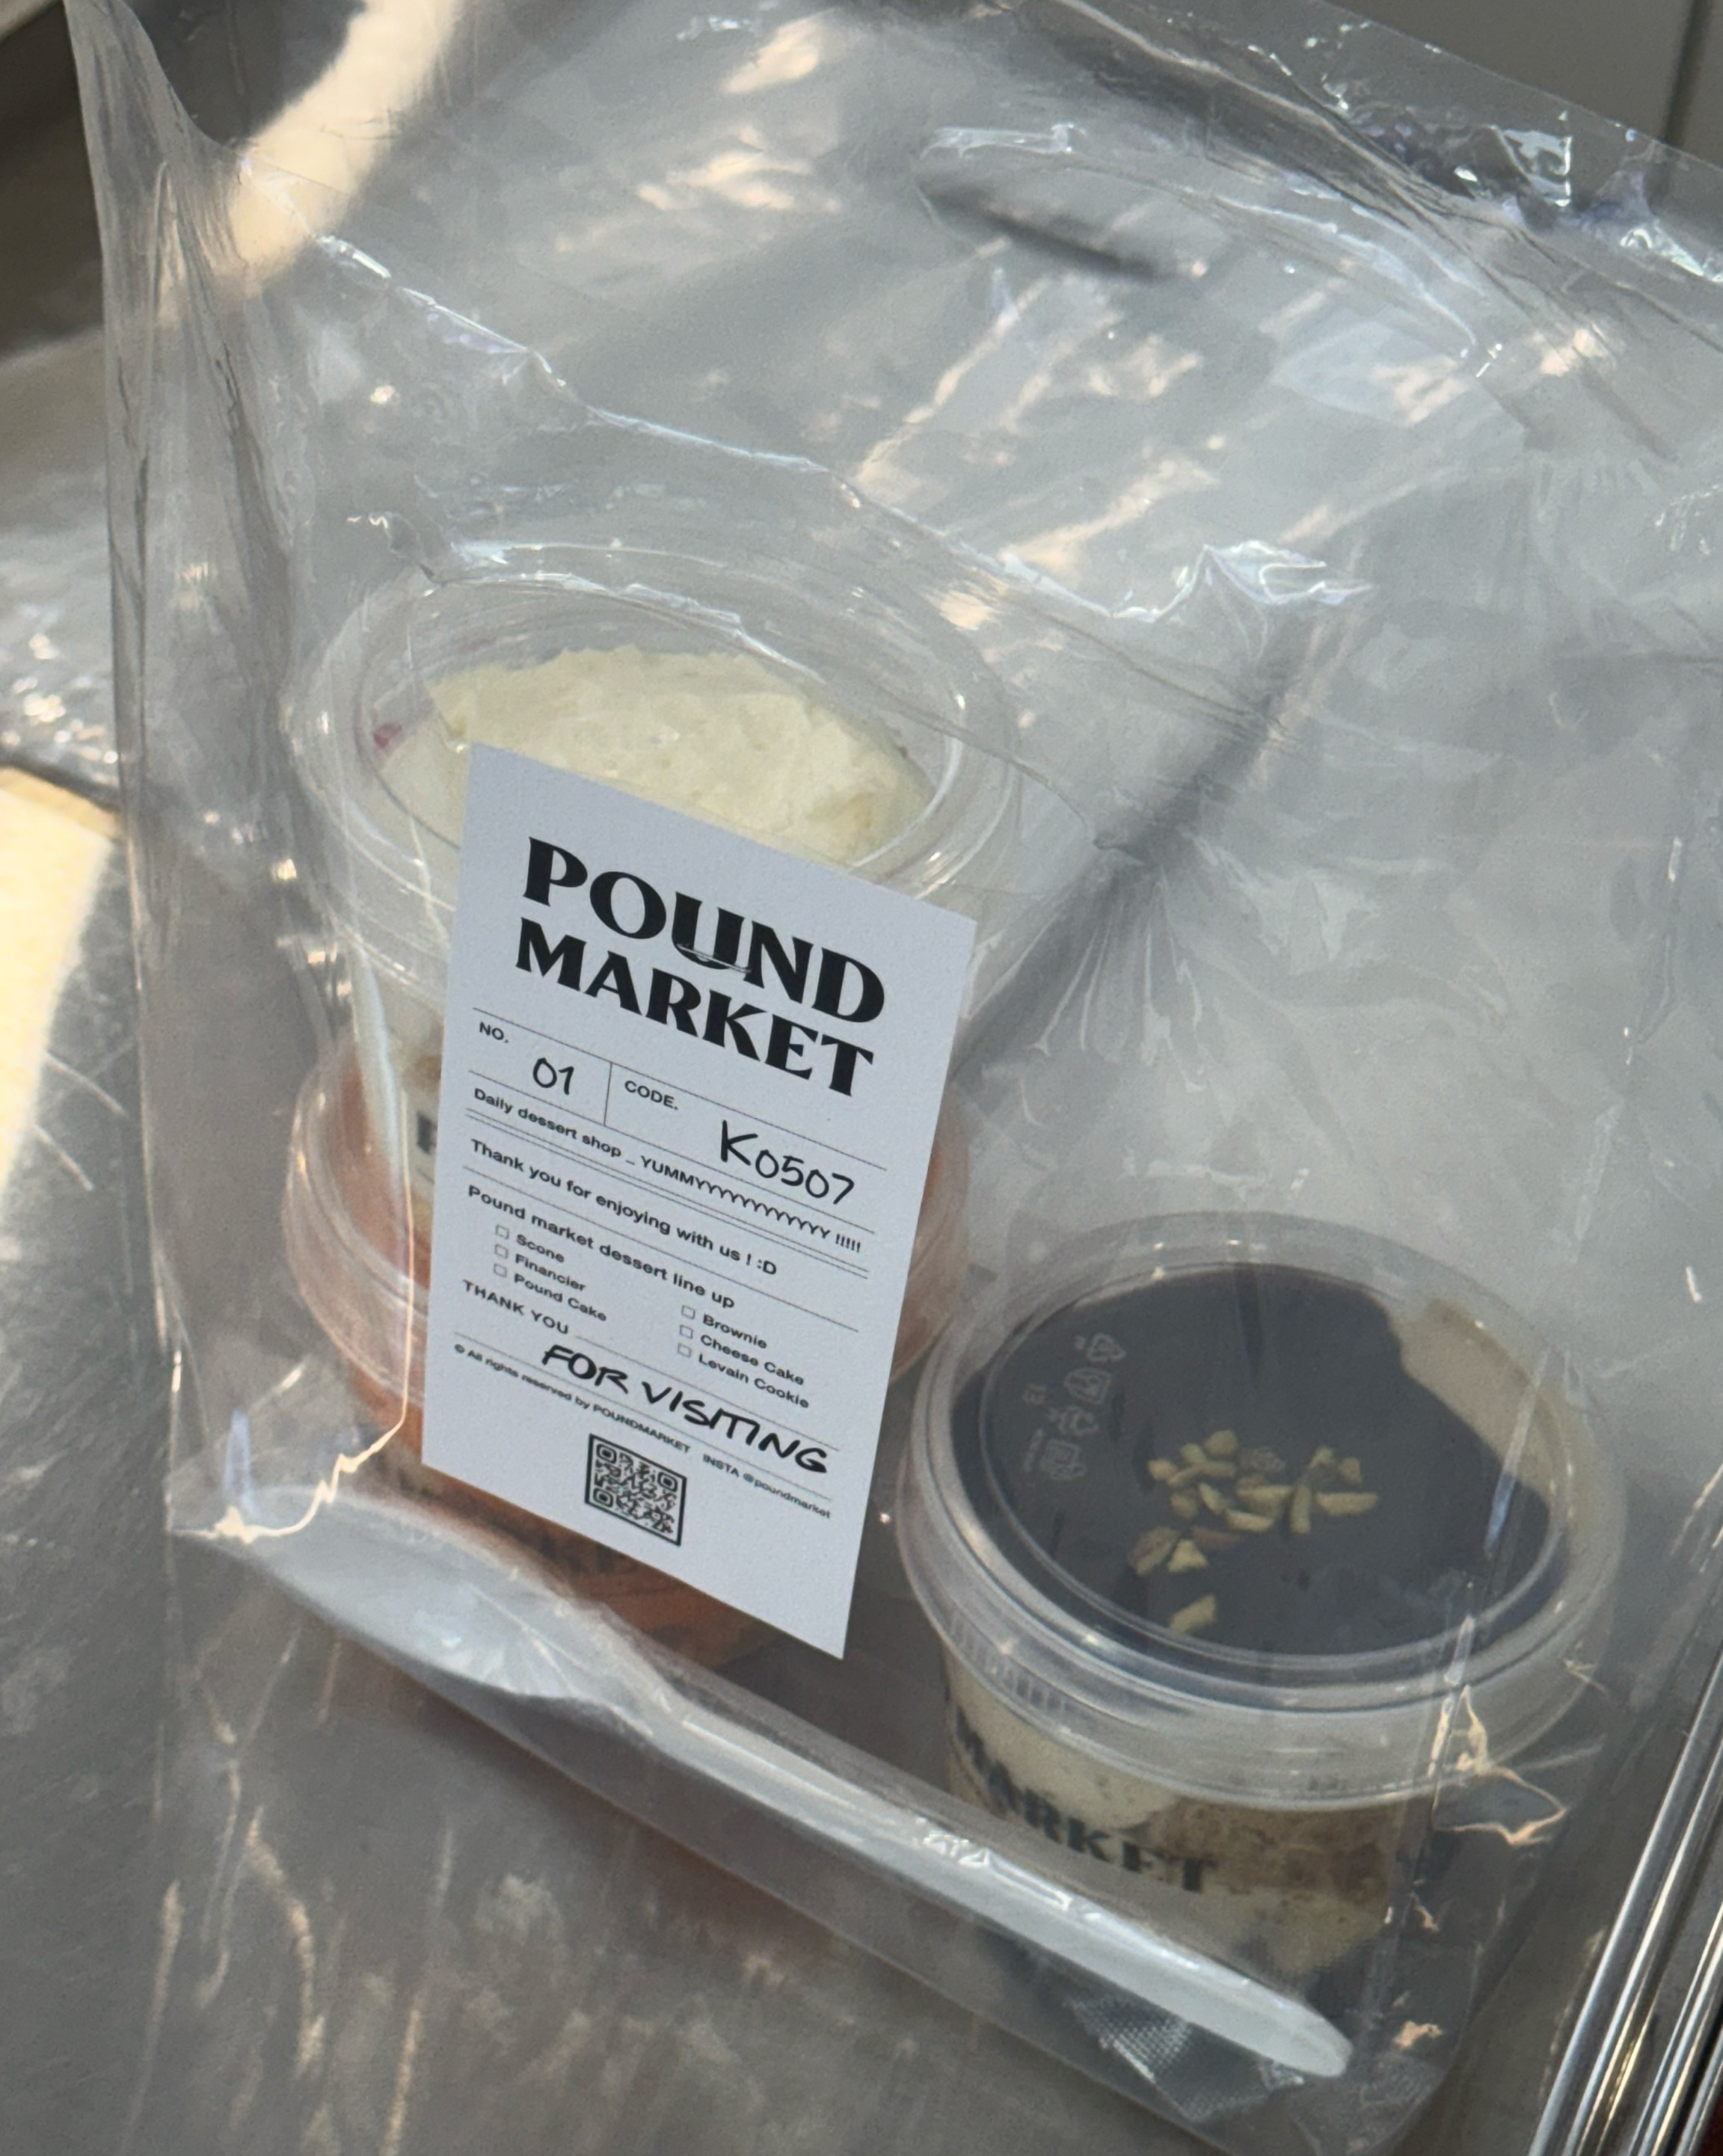 POUND
MARKET
NO. 01
CODE. K0507
Daily dessert shop _ YUMMYYYYYYYYYYYYY !!!!!
Thank you for enjoying with us ! :D
Pound market dessert line up
Scone
Financier
Pound Cake
Brownie
Cheese Cake
Levain Cookie
THANK YOU
FOR VISITING
© All rights reserved by POUNDMARKET INSTA @poundmarket
MARKET